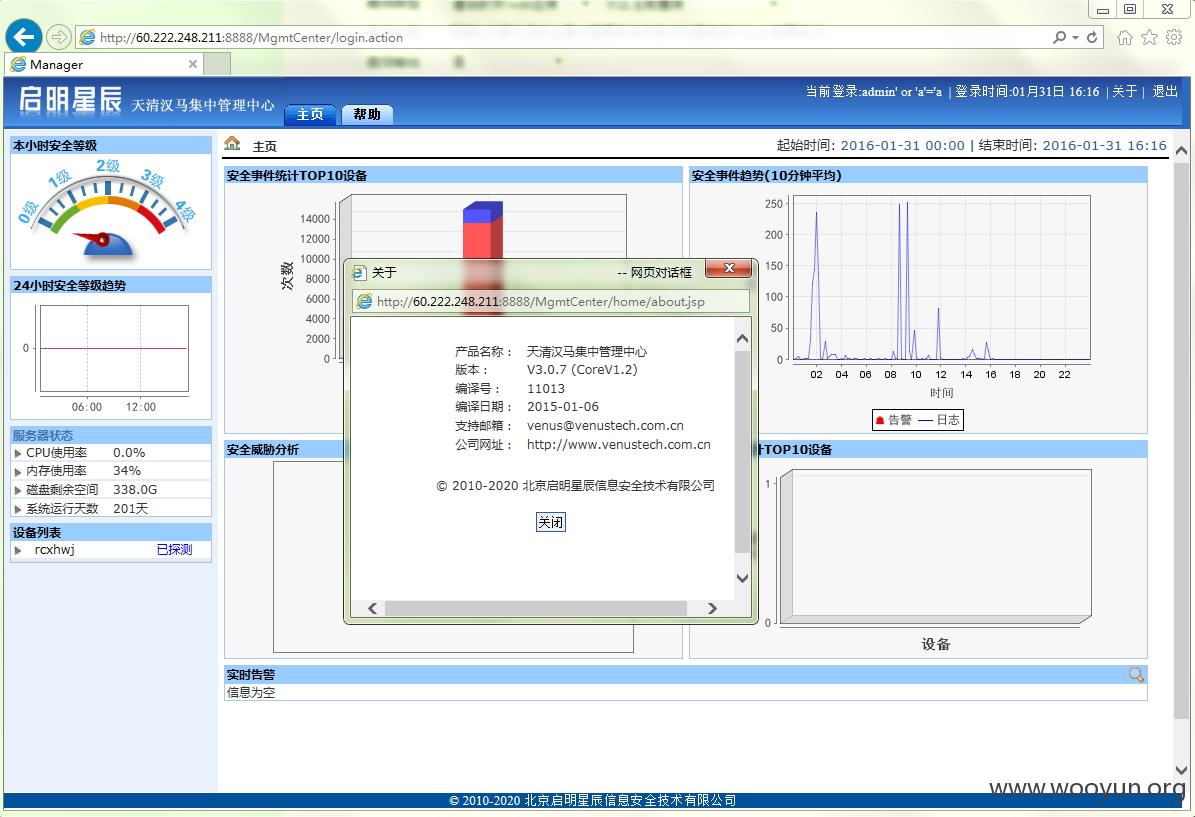 http://60.222.248.211:8888/MgmtCenter/login.action
Manager
启明星辰 天清汉马集中管理中心
主页 帮助
当前登录:admin' or 'a'='a | 登录时间:01月31日 16:16 | 关于 | 退出
本小时安全等级
0级 1级 2级 3级 4级
24小时安全等级趋势
0
06:00 12:00
服务器状态
CPU使用率 0.0%
内存使用率 34%
磁盘剩余空间 338.0G
系统运行天数 201天
设备列表
rcxhwj 已探测
主页
起始时间: 2016-01-31 00:00 | 结束时间: 2016-01-31 16:16
安全事件统计TOP10设备
次数
14000
12000
10000
8000
6000
4000
2000
0
安全事件趋势(10分钟平均)
250
200
150
100
50
0
02 04 06 08 10 12 14 16 18 20 22
时间
告警 日志
关于 -- 网页对话框
http://60.222.248.211:8888/MgmtCenter/home/about.jsp
产品名称: 天清汉马集中管理中心
版本: V3.0.7 (CoreV1.2)
编译号: 11013
编译日期: 2015-01-06
支持邮箱: venus@venustech.com.cn
公司网址: http://www.venustech.com.cn
© 2010-2020 北京启明星辰信息安全技术有限公司
关闭
安全威胁分析
TOP10设备
1
0
设备
实时告警
信息为空
© 2010-2020 北京启明星辰信息安全技术有限公司
www.wooyun.org